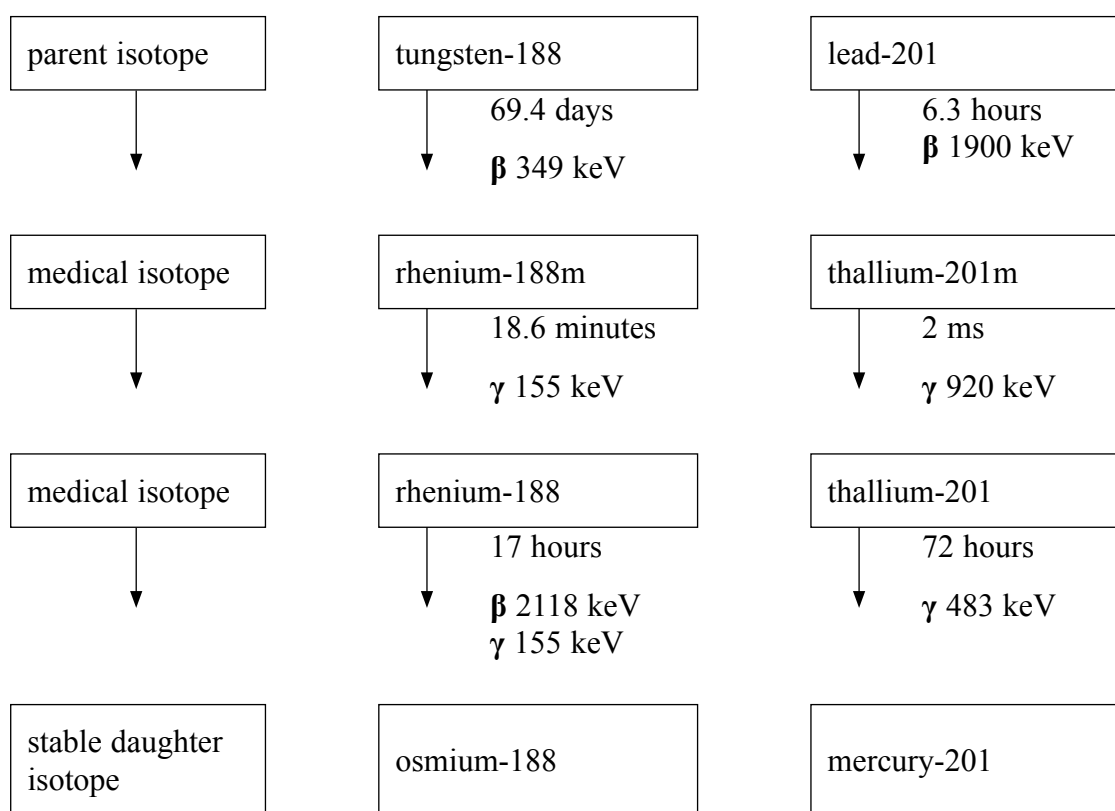 parent isotope
tungsten-188
lead-201
69.4 days
β 349 keV
6.3 hours
β 1900 keV
medical isotope
rhenium-188m
thallium-201m
18.6 minutes
γ 155 keV
2 ms
γ 920 keV
medical isotope
rhenium-188
thallium-201
17 hours
β 2118 keV
γ 155 keV
72 hours
γ 483 keV
stable daughter
isotope
osmium-188
mercury-201